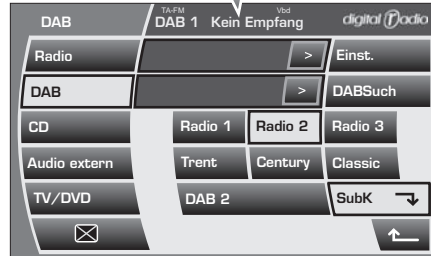 DAB
TA-FM
Vbd
DAB 1 Kein Empfang
digital Radio
Radio
>
Einst.
DAB
>
DABSuch
CD
Radio 1
Radio 2
Radio 3
Audio extern
Trent
Century
Classic
TV/DVD
DAB 2
SubK